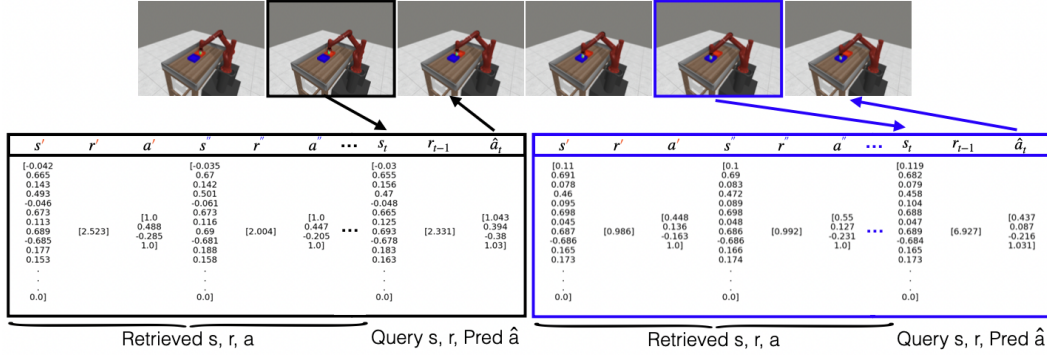 s′ r′ a′ s″ r″ a″ ... s_t r_{t−1} â_t s′ r′ a′ s″ r″ a″ ... s_t r_{t−1} â_t
[-0.042 [-0.035 [-0.03 [0.11 [0.1 [0.119
0.665 0.67 0.655 0.691 0.69 0.682
0.143 0.142 0.156 0.078 0.083 0.079
0.493 0.501 0.47 0.46 0.472 0.458
-0.046 -0.061 -0.048 0.095 0.089 0.104
0.673 [1.0 0.673 [1.0 0.665 [1.043 0.698 [0.448 0.698 [0.55 0.688 [0.437
0.113 0.488 0.116 0.447 0.125 0.394 0.045 0.136 0.048 0.127 0.047 0.087
0.689 [2.523] -0.285 0.69 [2.004] -0.205 ... 0.693 [2.331] -0.38 0.687 [0.986] -0.163 0.686 [0.992] -0.231 ... 0.689 [6.927] -0.216
-0.685 1.0] -0.681 1.0] -0.678 1.03] -0.686 1.0] -0.686 1.0] -0.684 1.031]
0.177 0.188 0.183 0.165 0.166 0.165
0.153 0.158 0.163 0.173 0.174 0.173
. . . . . .
. . . . . .
. . . . . .
0.0] 0.0] 0.0] 0.0] 0.0] 0.0]
Retrieved s, r, a Query s, r, Pred â Retrieved s, r, a Query s, r, Pred â